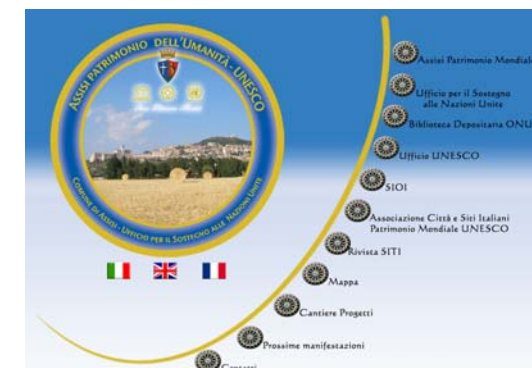 ASSISI PATRIMONIO DELL'UMANITÀ - UNESCO
COMUNE DI ASSISI - UFFICIO PER IL SOSTEGNO ALLE NAZIONI UNITE
Assisi Patrimonio Mondiale
Ufficio per il Sostegno
alle Nazioni Unite
Biblioteca Depositaria ONU
Ufficio UNESCO
SIOI
Associazione Città e Siti Italiani
Patrimonio Mondiale UNESCO
Rivista SITI
Mappa
Cantiere Progetti
Prossime manifestazioni